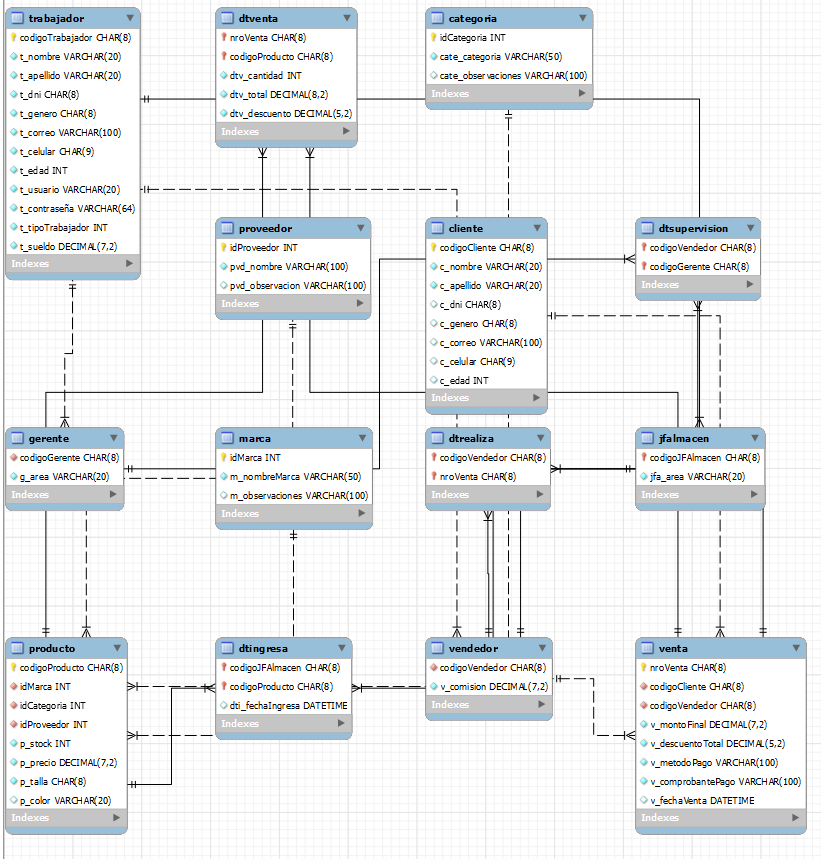 trabajador
codigoTrabajador CHAR(8)
t_nombre VARCHAR(20)
t_apellido VARCHAR(20)
t_dni CHAR(8)
t_genero CHAR(8)
t_correo VARCHAR(100)
t_celular CHAR(9)
t_edad INT
t_usuario VARCHAR(20)
t_contraseña VARCHAR(64)
t_tipoTrabajador INT
t_sueldo DECIMAL(7,2)
Indexes
dtventa
nroVenta CHAR(8)
codigoProducto CHAR(8)
dtv_cantidad INT
dtv_total DECIMAL(8,2)
dtv_descuento DECIMAL(5,2)
Indexes
categoria
idCategoria INT
cate_categoria VARCHAR(50)
cate_observaciones VARCHAR(100)
Indexes
proveedor
idProveedor INT
pvd_nombre VARCHAR(100)
pvd_observacion VARCHAR(100)
Indexes
cliente
codigoCliente CHAR(8)
c_nombre VARCHAR(20)
c_apellido VARCHAR(20)
c_dni CHAR(8)
c_genero CHAR(8)
c_correo VARCHAR(100)
c_celular CHAR(9)
c_edad INT
Indexes
dtsupervision
codigoVendedor CHAR(8)
codigoGerente CHAR(8)
Indexes
gerente
codigoGerente CHAR(8)
g_area VARCHAR(20)
Indexes
marca
idMarca INT
m_nombreMarca VARCHAR(50)
m_observaciones VARCHAR(100)
Indexes
dtrealiza
codigoVendedor CHAR(8)
nroVenta CHAR(8)
Indexes
jfalmacen
codigoJFAlmacen CHAR(8)
jfa_area VARCHAR(20)
Indexes
producto
codigoProducto CHAR(8)
idMarca INT
idCategoria INT
idProveedor INT
p_stock INT
p_precio DECIMAL(7,2)
p_talla CHAR(8)
p_color VARCHAR(20)
Indexes
dtingresa
codigoJFAlmacen CHAR(8)
codigoProducto CHAR(8)
dti_fechaIngresa DATETIME
Indexes
vendedor
codigoVendedor CHAR(8)
v_comision DECIMAL(7,2)
Indexes
venta
nroVenta CHAR(8)
codigoCliente CHAR(8)
codigoVendedor CHAR(8)
v_montoFinal DECIMAL(7,2)
v_descuentoTotal DECIMAL(5,2)
v_metodoPago VARCHAR(100)
v_comprobantePago VARCHAR(100)
v_fechaVenta DATETIME
Indexes